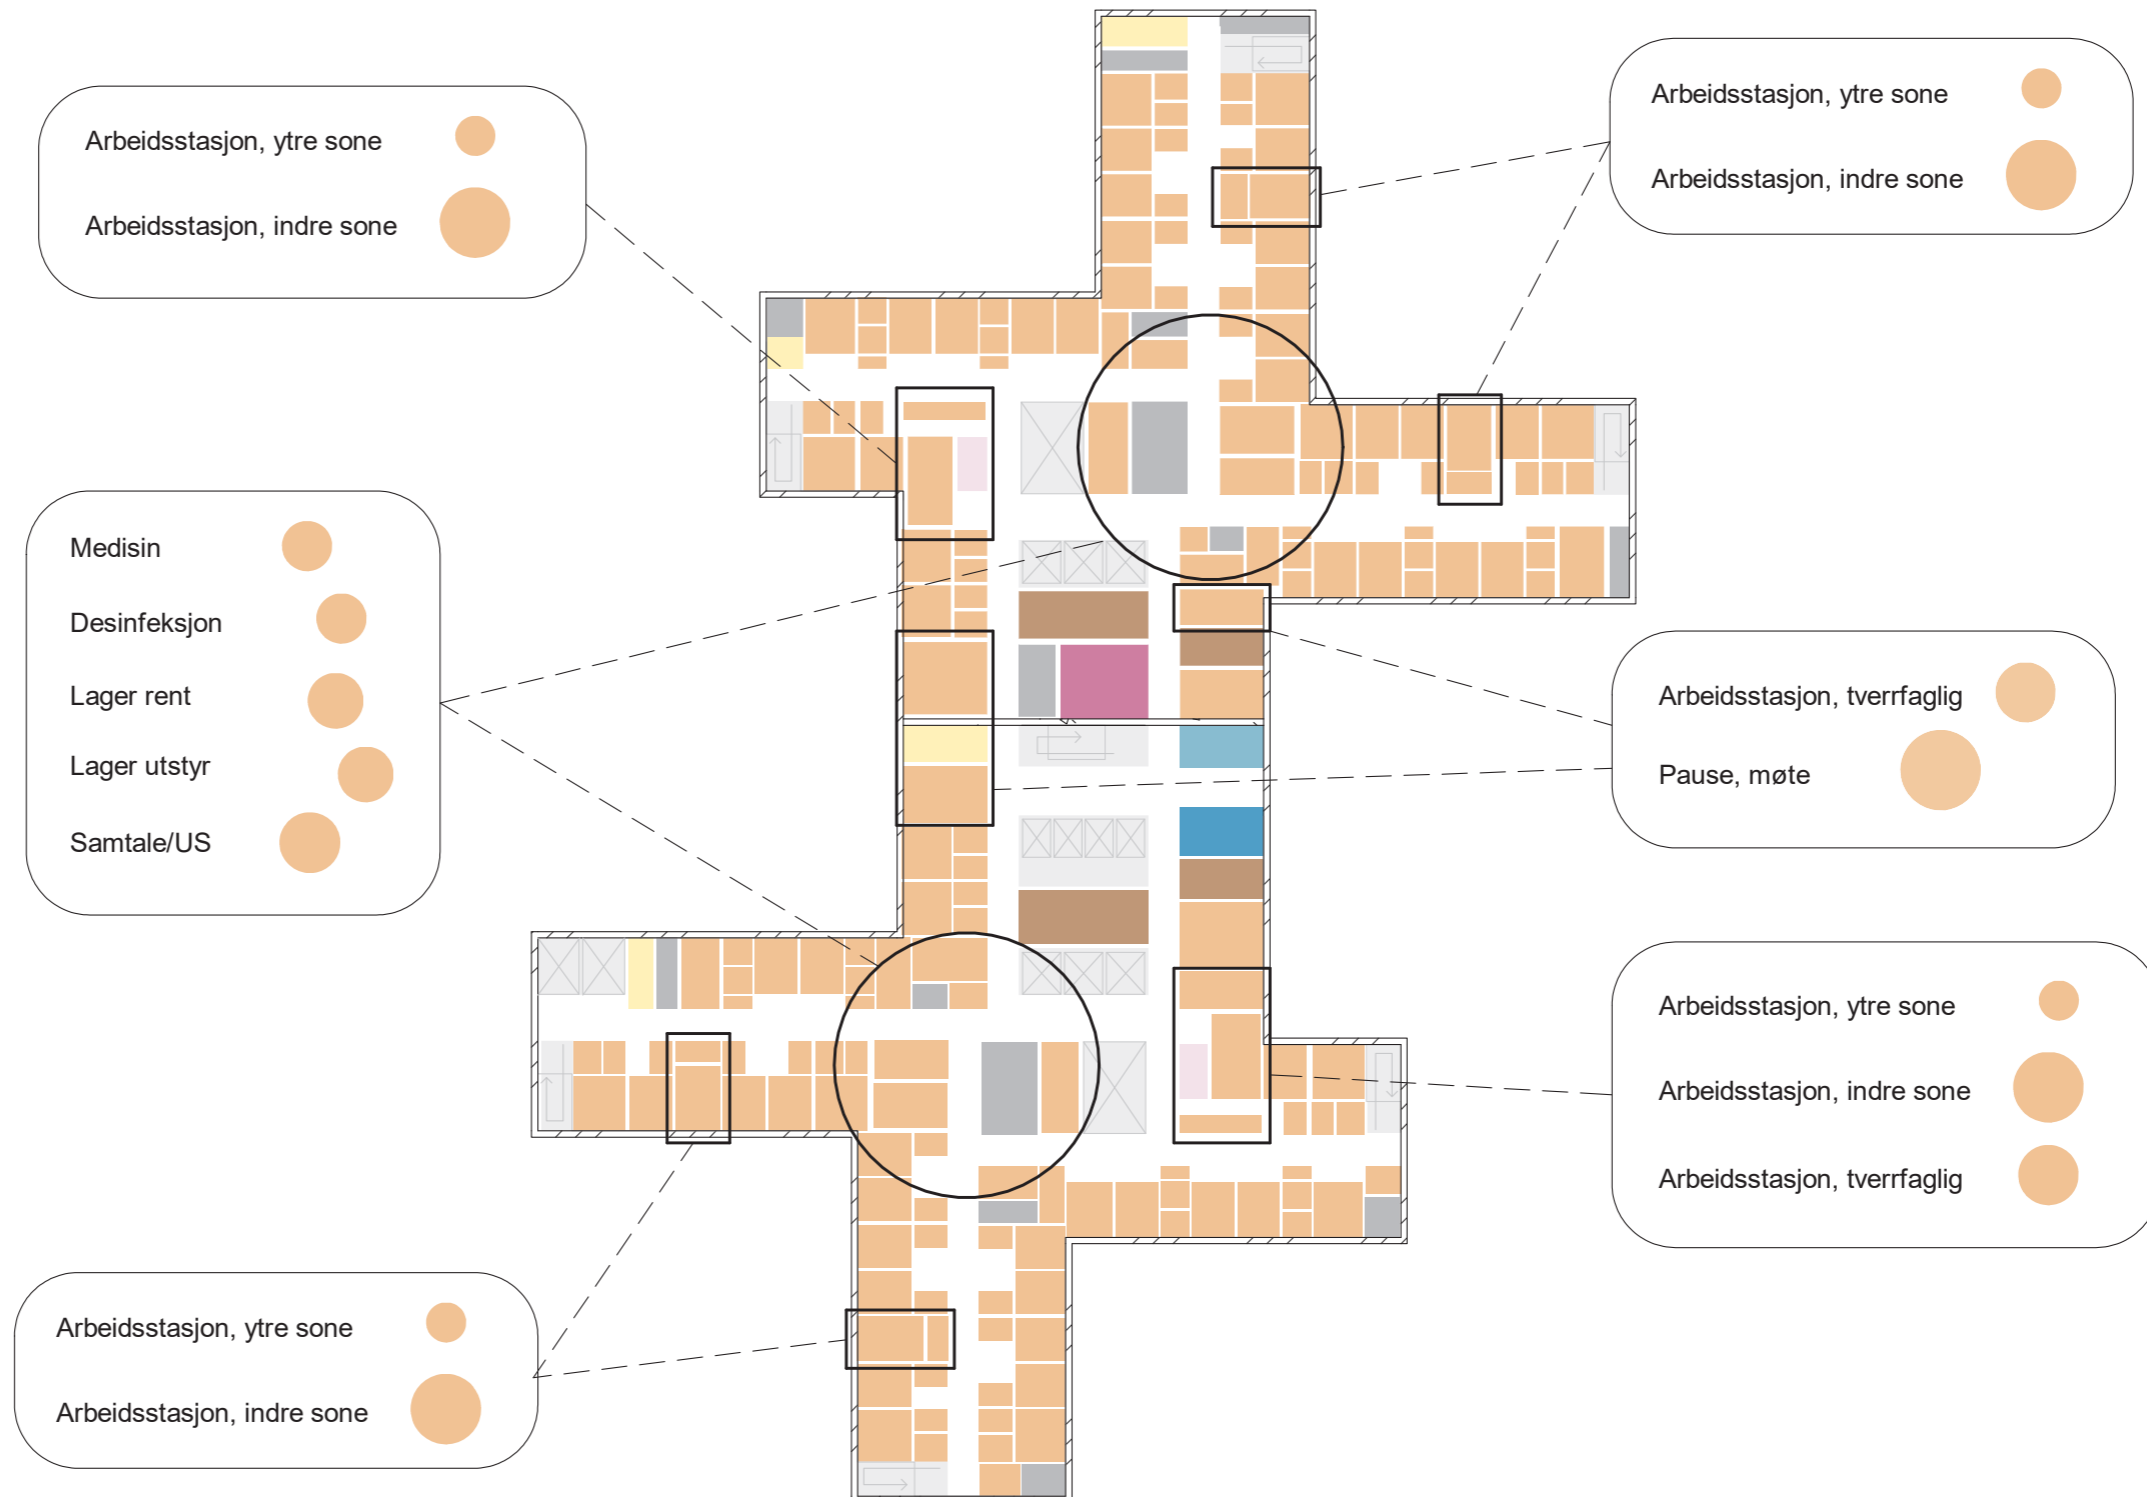 Arbeidsstasjon, ytre sone
Arbeidsstasjon, indre sone
Arbeidsstasjon, ytre sone
Arbeidsstasjon, indre sone
Medisin
Desinfeksjon
Lager rent
Lager utstyr
Samtale/US
Arbeidsstasjon, tverrfaglig
Pause, møte
Arbeidsstasjon, ytre sone
Arbeidsstasjon, indre sone
Arbeidsstasjon, tverrfaglig
Arbeidsstasjon, ytre sone
Arbeidsstasjon, indre sone